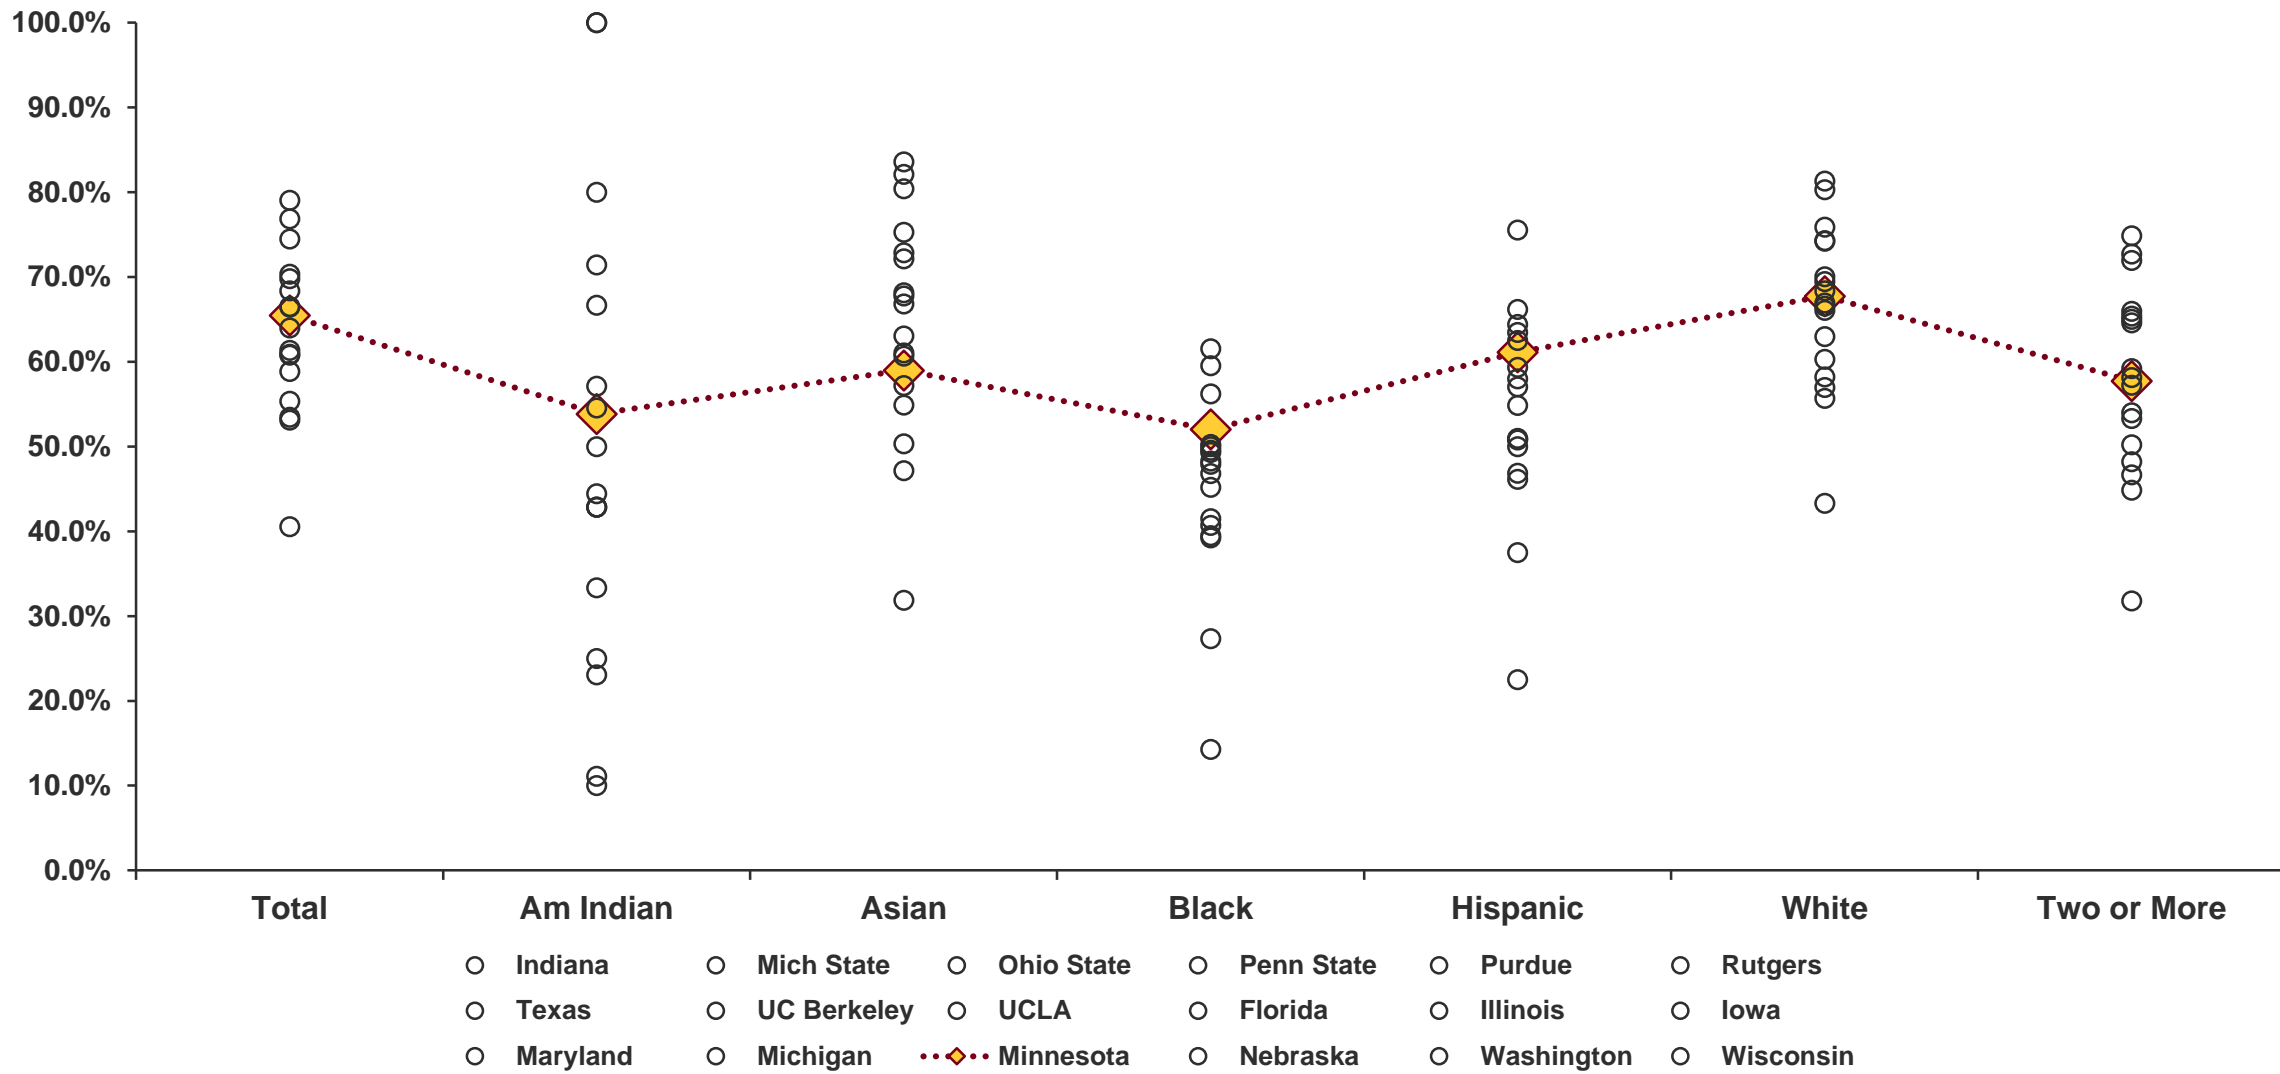 100.0%
90.0%
80.0%
70.0%
60.0%
50.0%
40.0%
30.0%
20.0%
10.0%
0.0%
Total Am Indian Asian Black Hispanic White Two or More
Indiana Mich State Ohio State Penn State Purdue Rutgers
Texas UC Berkeley UCLA Florida Illinois Iowa
Maryland Michigan Minnesota Nebraska Washington Wisconsin